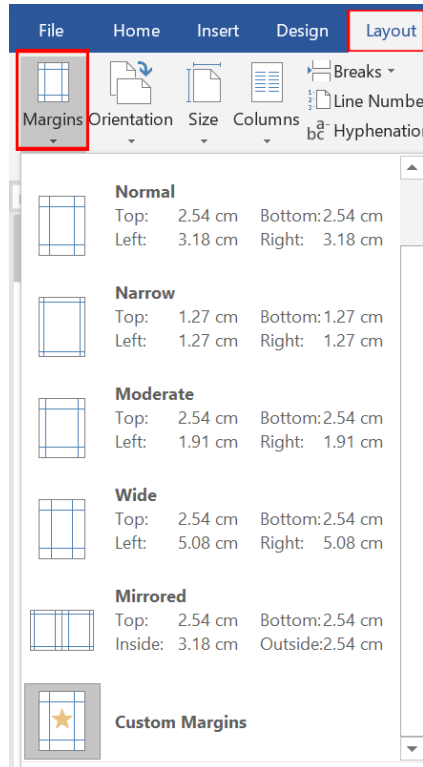 File Home Insert Design Layout
Breaks
Line Numbe
Hyphenation
Margins Orientation Size Columns
Normal
Top: 2.54 cm Bottom: 2.54 cm
Left: 3.18 cm Right: 3.18 cm
Narrow
Top: 1.27 cm Bottom: 1.27 cm
Left: 1.27 cm Right: 1.27 cm
Moderate
Top: 2.54 cm Bottom: 2.54 cm
Left: 1.91 cm Right: 1.91 cm
Wide
Top: 2.54 cm Bottom: 2.54 cm
Left: 5.08 cm Right: 5.08 cm
Mirrored
Top: 2.54 cm Bottom: 2.54 cm
Inside: 3.18 cm Outside: 2.54 cm
Custom Margins